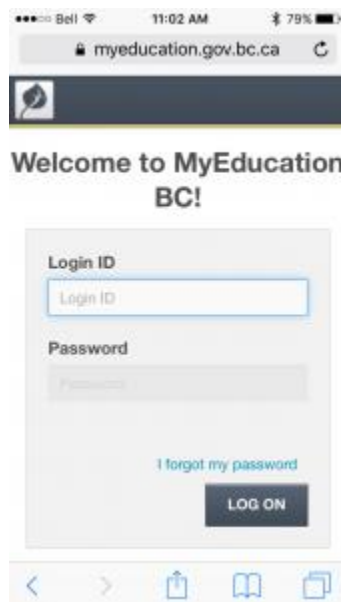 Bell 11:02 AM 79%
myeducation.gov.bc.ca
Welcome to MyEducation
BC!
Login ID
Login ID
Password
Password
I forgot my password
LOG ON